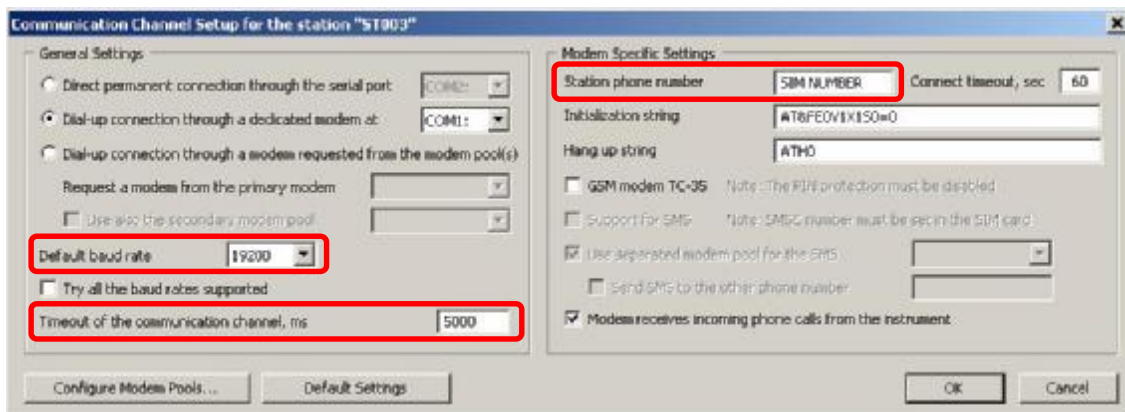 Communication Channel Setup for the station "ST003"
General Settings
Direct permanent connection through the serial port COM2:
Dial-up connection through a dedicated modem at COM1:
Dial-up connection through a modem requested from the modem pool(s)
Request a modem from the primary modem
Use also the secondary modem pool
Default baud rate 19200
Try all the baud rates supported
Timeout of the communication channel, ms 5000
Modem Specific Settings
Station phone number SIM NUMBER Connect timeout, sec 60
Initialization string AT&FE0V1X1S0=0
Hang up string ATH0
GSM modem TC-35 Note: The PIN protection must be disabled
Support for SMS Note: SMSC number must be set in the SIM card
Use separated modem pool for the SMS
Send SMS to the other phone number
Modem receives incoming phone calls from the instrument
Configure Modem Pools... Default Settings OK Cancel